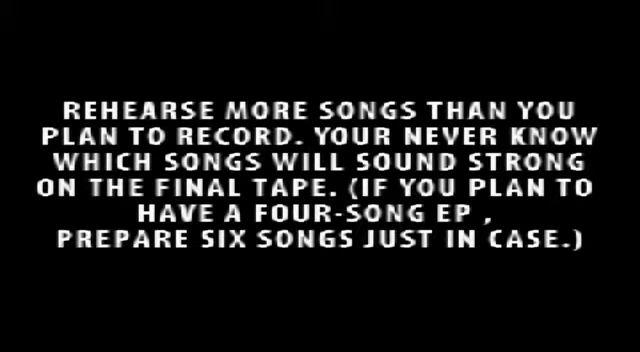 REHEARSE MORE SONGS THAN YOU
PLAN TO RECORD. YOUR NEVER KNOW
WHICH SONGS WILL SOUND STRONG
ON THE FINAL TAPE. (IF YOU PLAN TO
HAVE A FOUR-SONG EP ,
PREPARE SIX SONGS JUST IN CASE.)